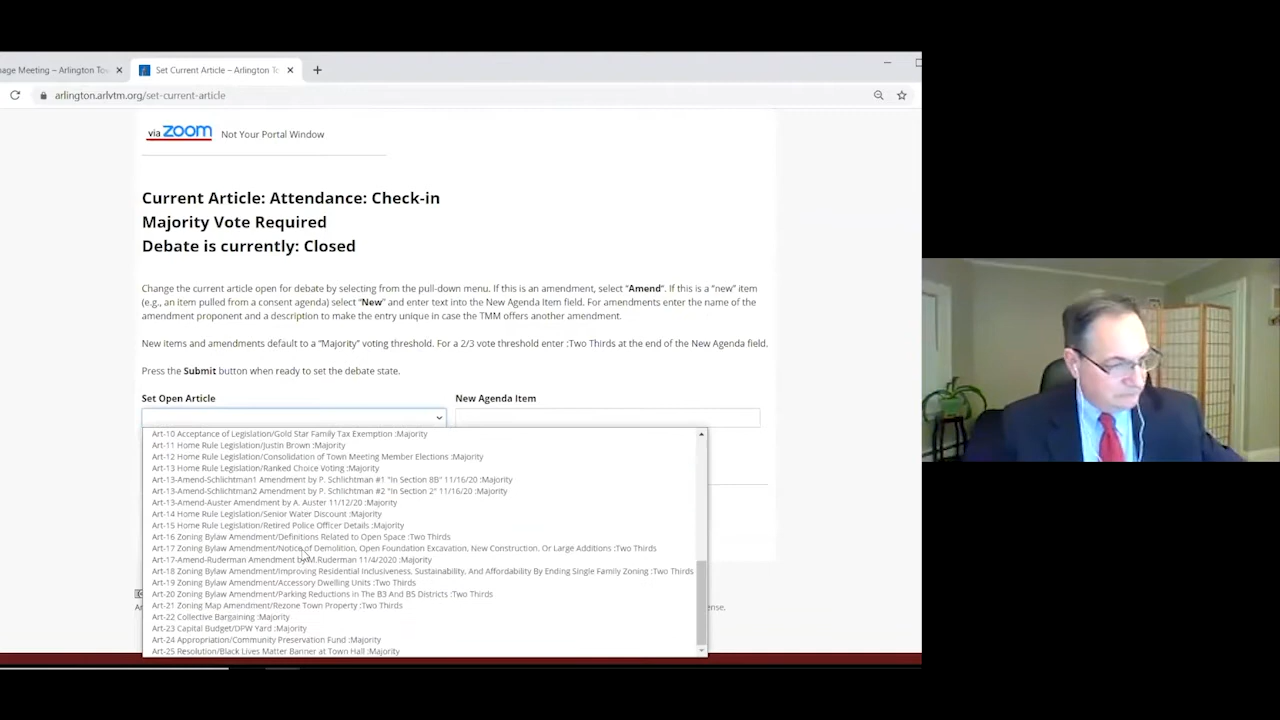 nage Meeting – Arlington To
Set Current Article – Arlington To
arlington.arlvtm.org/set-current-article
via zoom Not Your Portal Window
Current Article: Attendance: Check-in
Majority Vote Required
Debate is currently: Closed
Change the current article open for debate by selecting from the pull-down menu. If this is an amendment, select "Amend". If this is a "new" item
(e.g., an item pulled from a consent agenda) select "New" and enter text into the New Agenda Item field. For amendments enter the name of the
amendment proponent and a description to make the entry unique in case the TMM offers another amendment.
New items and amendments default to a "Majority" voting threshold. For a 2/3 vote threshold enter :Two Thirds at the end of the New Agenda field.
Press the Submit button when ready to set the debate state.
Set Open Article New Agenda Item
Art-10 Acceptance of Legislation/Gold Star Family Tax Exemption :Majority
Art-11 Home Rule Legislation/Justin Brown :Majority
Art-12 Home Rule Legislation/Consolidation of Town Meeting Member Elections :Majority
Art-13 Home Rule Legislation/Ranked Choice Voting :Majority
Art-13-Amend-Schlichtman1 Amendment by P. Schlichtman #1 "In Section 8B" 11/16/20 :Majority
Art-13-Amend-Schlichtman2 Amendment by P. Schlichtman #2 "In Section 2" 11/16/20 :Majority
Art-13-Amend-Auster Amendment by A. Auster 11/12/20 :Majority
Art-14 Home Rule Legislation/Senior Water Discount :Majority
Art-15 Home Rule Legislation/Retired Police Officer Details :Majority
Art-16 Zoning Bylaw Amendment/Definitions Related to Open Space :Two Thirds
Art-17 Zoning Bylaw Amendment/Notice of Demolition, Open Foundation Excavation, New Construction, Or Large Additions :Two Thirds
Art-17-Amend-Ruderman Amendment by M.Ruderman 11/4/2020 :Majority
Art-18 Zoning Bylaw Amendment/Improving Residential Inclusiveness, Sustainability, And Affordability By Ending Single Family Zoning :Two Thirds
Art-19 Zoning Bylaw Amendment/Accessory Dwelling Units :Two Thirds
Art-20 Zoning Bylaw Amendment/Parking Reductions in The B3 And B5 Districts :Two Thirds
Art-21 Zoning Map Amendment/Rezone Town Property :Two Thirds
Art-22 Collective Bargaining :Majority
Art-23 Capital Budget/DPW Yard :Majority
Art-24 Appropriation/Community Preservation Fund :Majority
Art-25 Resolution/Black Lives Matter Banner at Town Hall :Majority